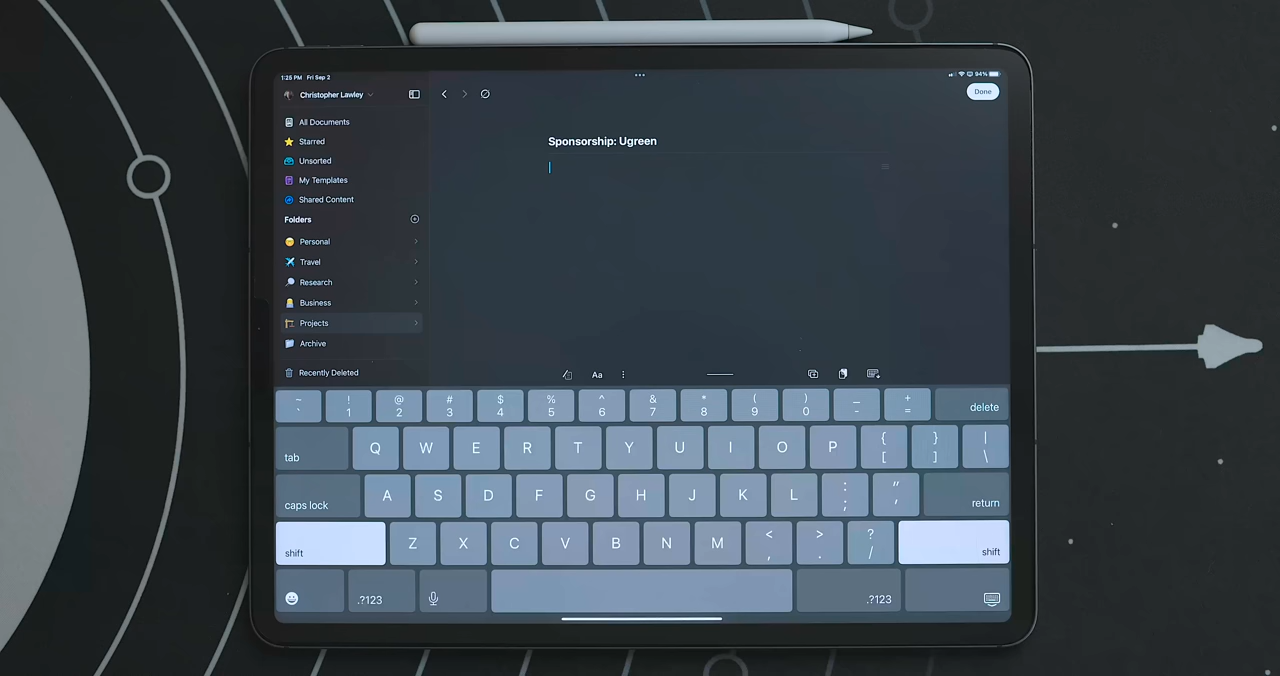 1:25 PM Fri Sep 2
94%
Christopher Lawley
Done
All Documents
Starred
Unsorted
My Templates
Shared Content
Folders
Personal
Travel
Research
Business
Projects
Archive
Recently Deleted
Sponsorship: Ugreen
Aa
~ ! @ # $ % ^ & * ( ) _ +
` 1 2 3 4 5 6 7 8 9 0 - = delete
tab Q W E R T Y U I O P { [ } ] | \
caps lock A S D F G H J K L : ; " ' return
shift Z X C V B N M < , > . ? / shift
.?123 .?123